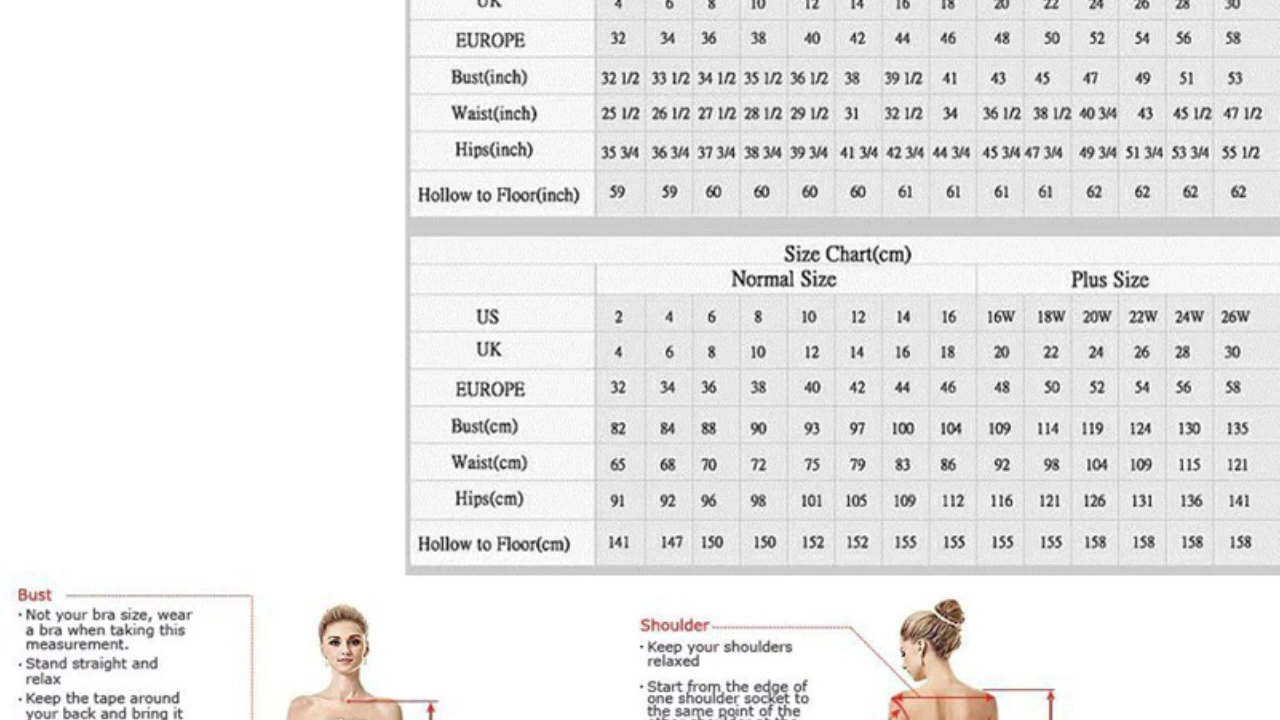 UK 4 6 8 10 12 14 16 18 20 22 24 26 28 30
EUROPE 32 34 36 38 40 42 44 46 48 50 52 54 56 58
Bust(inch) 32 1/2 33 1/2 34 1/2 35 1/2 36 1/2 38 39 1/2 41 43 45 47 49 51 53
Waist(inch) 25 1/2 26 1/2 27 1/2 28 1/2 29 1/2 31 32 1/2 34 36 1/2 38 1/2 40 3/4 43 45 1/2 47 1/2
Hips(inch) 35 3/4 36 3/4 37 3/4 38 3/4 39 3/4 41 3/4 42 3/4 44 3/4 45 3/4 47 3/4 49 3/4 51 3/4 53 3/4 55 1/2
Hollow to Floor(inch) 59 59 60 60 60 60 61 61 61 61 62 62 62 62
Size Chart(cm)
Normal Size Plus Size
US 2 4 6 8 10 12 14 16 16W 18W 20W 22W 24W 26W
UK 4 6 8 10 12 14 16 18 20 22 24 26 28 30
EUROPE 32 34 36 38 40 42 44 46 48 50 52 54 56 58
Bust(cm) 82 84 88 90 93 97 100 104 109 114 119 124 130 135
Waist(cm) 65 68 70 72 75 79 83 86 92 98 104 109 115 121
Hips(cm) 91 92 96 98 101 105 109 112 116 121 126 131 136 141
Hollow to Floor(cm) 141 147 150 150 152 152 155 155 155 155 158 158 158 158
Bust
· Not your bra size, wear
a bra when taking this
measurement.
· Stand straight and
relax
· Keep the tape around
your back and bring it
Shoulder
· Keep your shoulders
relaxed
· Start from the edge of
one shoulder socket to
the same point of the